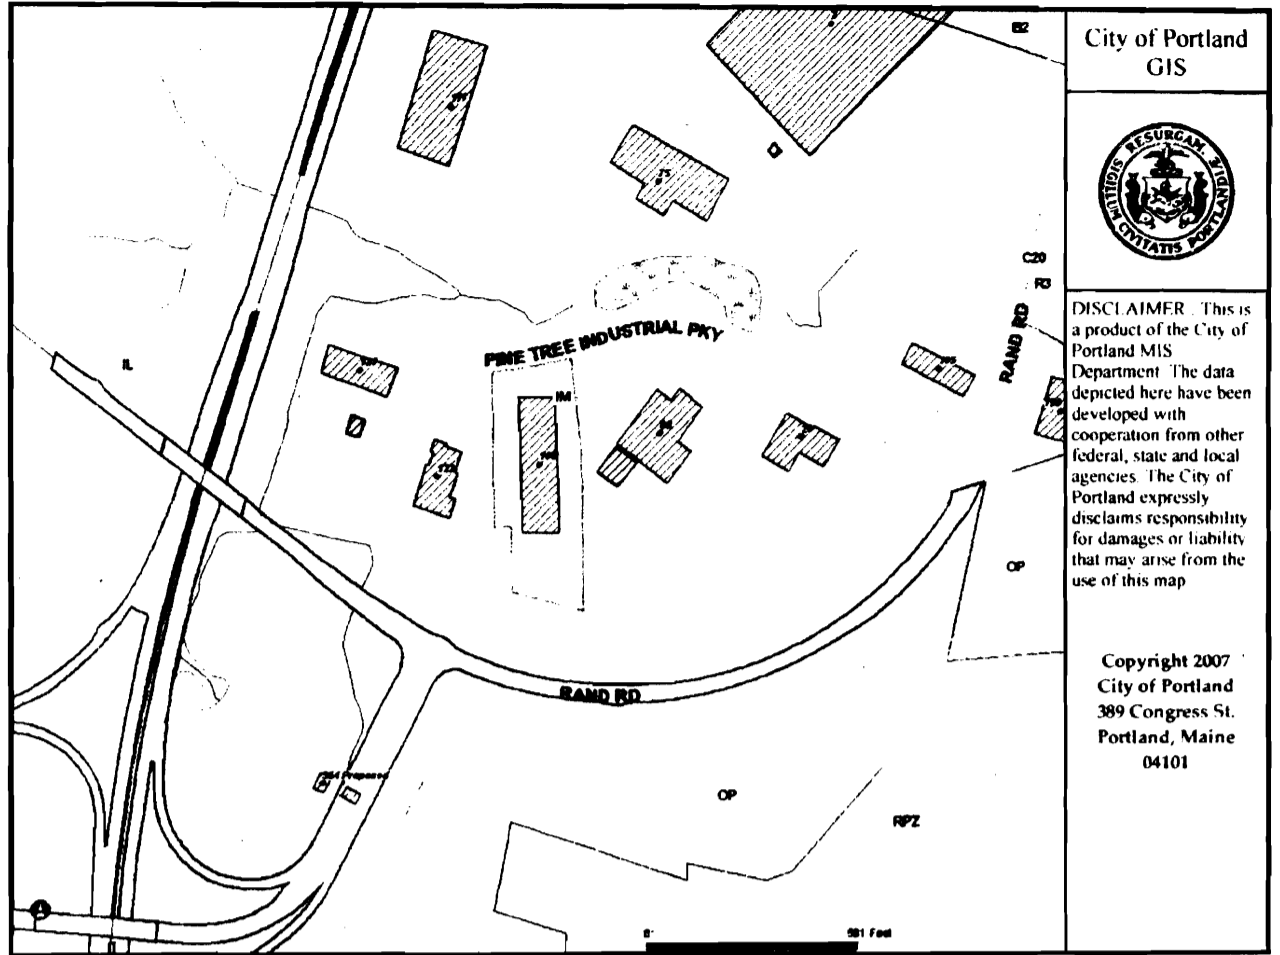 City of Portland
GIS
SIGILLUM CIVITATIS PORTLANDIÆ RESURGAM.
DISCLAIMER . This is
a product of the City of
Portland MIS
Department The data
depicted here have been
developed with
cooperation from other
federal, state and local
agencies. The City of
Portland expressly
disclaims responsibility
for damages or liability
that may arise from the
use of this map
Copyright 2007
City of Portland
389 Congress St.
Portland, Maine
04101
B2
75
C20
R3
RAND RD
PINE TREE INDUSTRIAL PKY
IL
IM
OP
RAND RD
Proposed
OP
RPZ
Feet